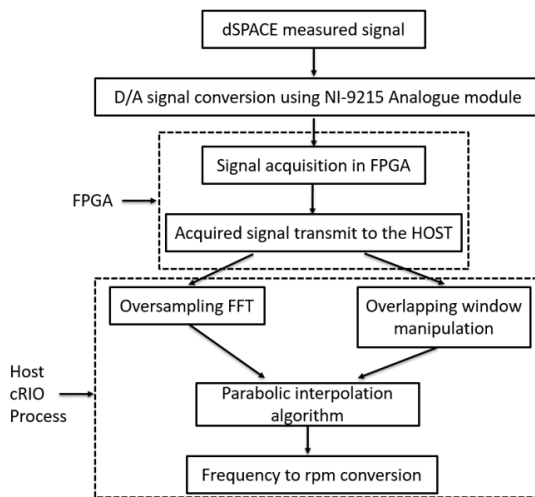 dSPACE measured signal
D/A signal conversion using NI-9215 Analogue module
Signal acquisition in FPGA
FPGA
Acquired signal transmit to the HOST
Oversampling FFT
Overlapping window
manipulation
Host
cRIO
Process
Parabolic interpolation
algorithm
Frequency to rpm conversion